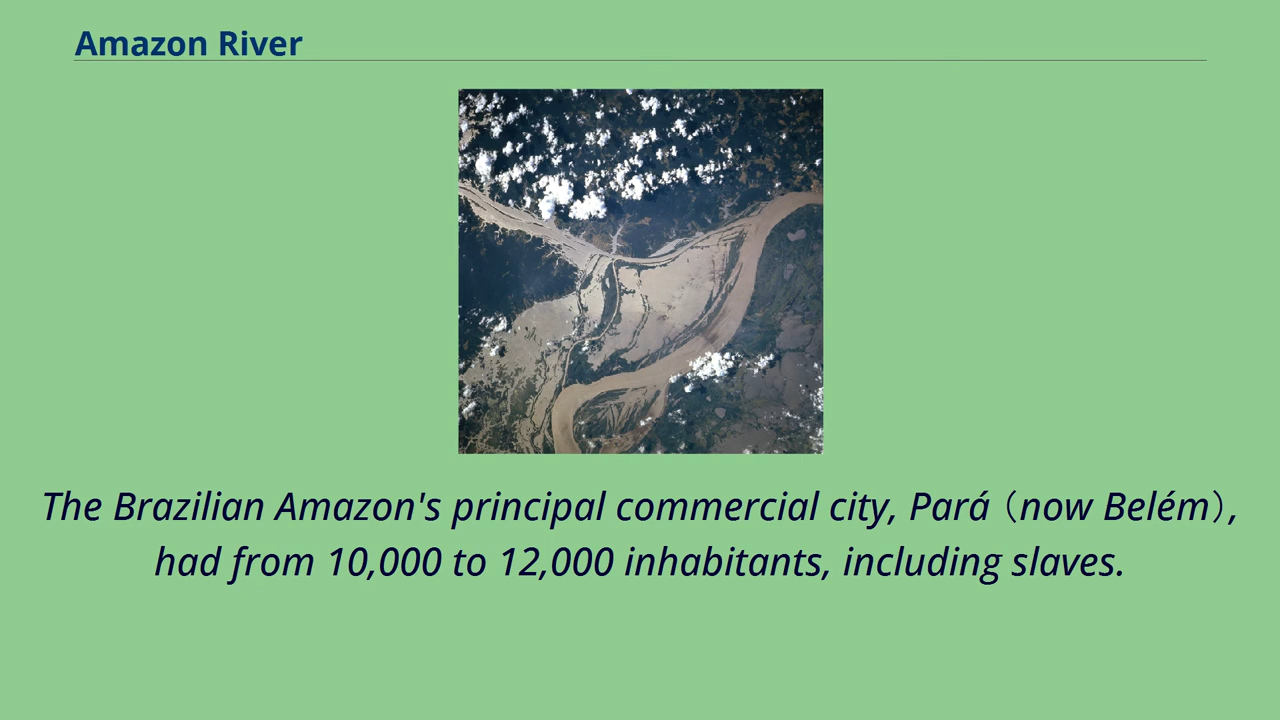 Amazon River
The Brazilian Amazon's principal commercial city, Pará（now Belém）,
had from 10,000 to 12,000 inhabitants, including slaves.